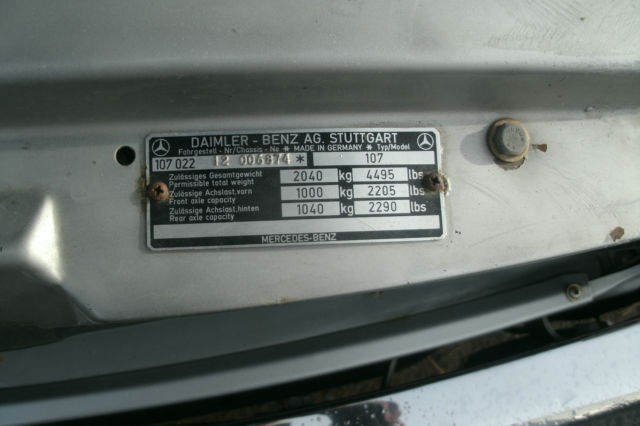 DAIMLER - BENZ AG. STUTTGART
Fahrgestell - Nr/Chassis - No * MADE IN GERMANY * Typ/Model
107 022 12 006874 * 107
Zulässiges Gesamtgewicht
Permissible total weight 2040 kg 4495 lbs
Zulässige Achslast,vorn
Front axle capacity 1000 kg 2205 lbs
Zulässige Achslast,hinten
Rear axle capacity 1040 kg 2290 lbs
MERCEDES-BENZ